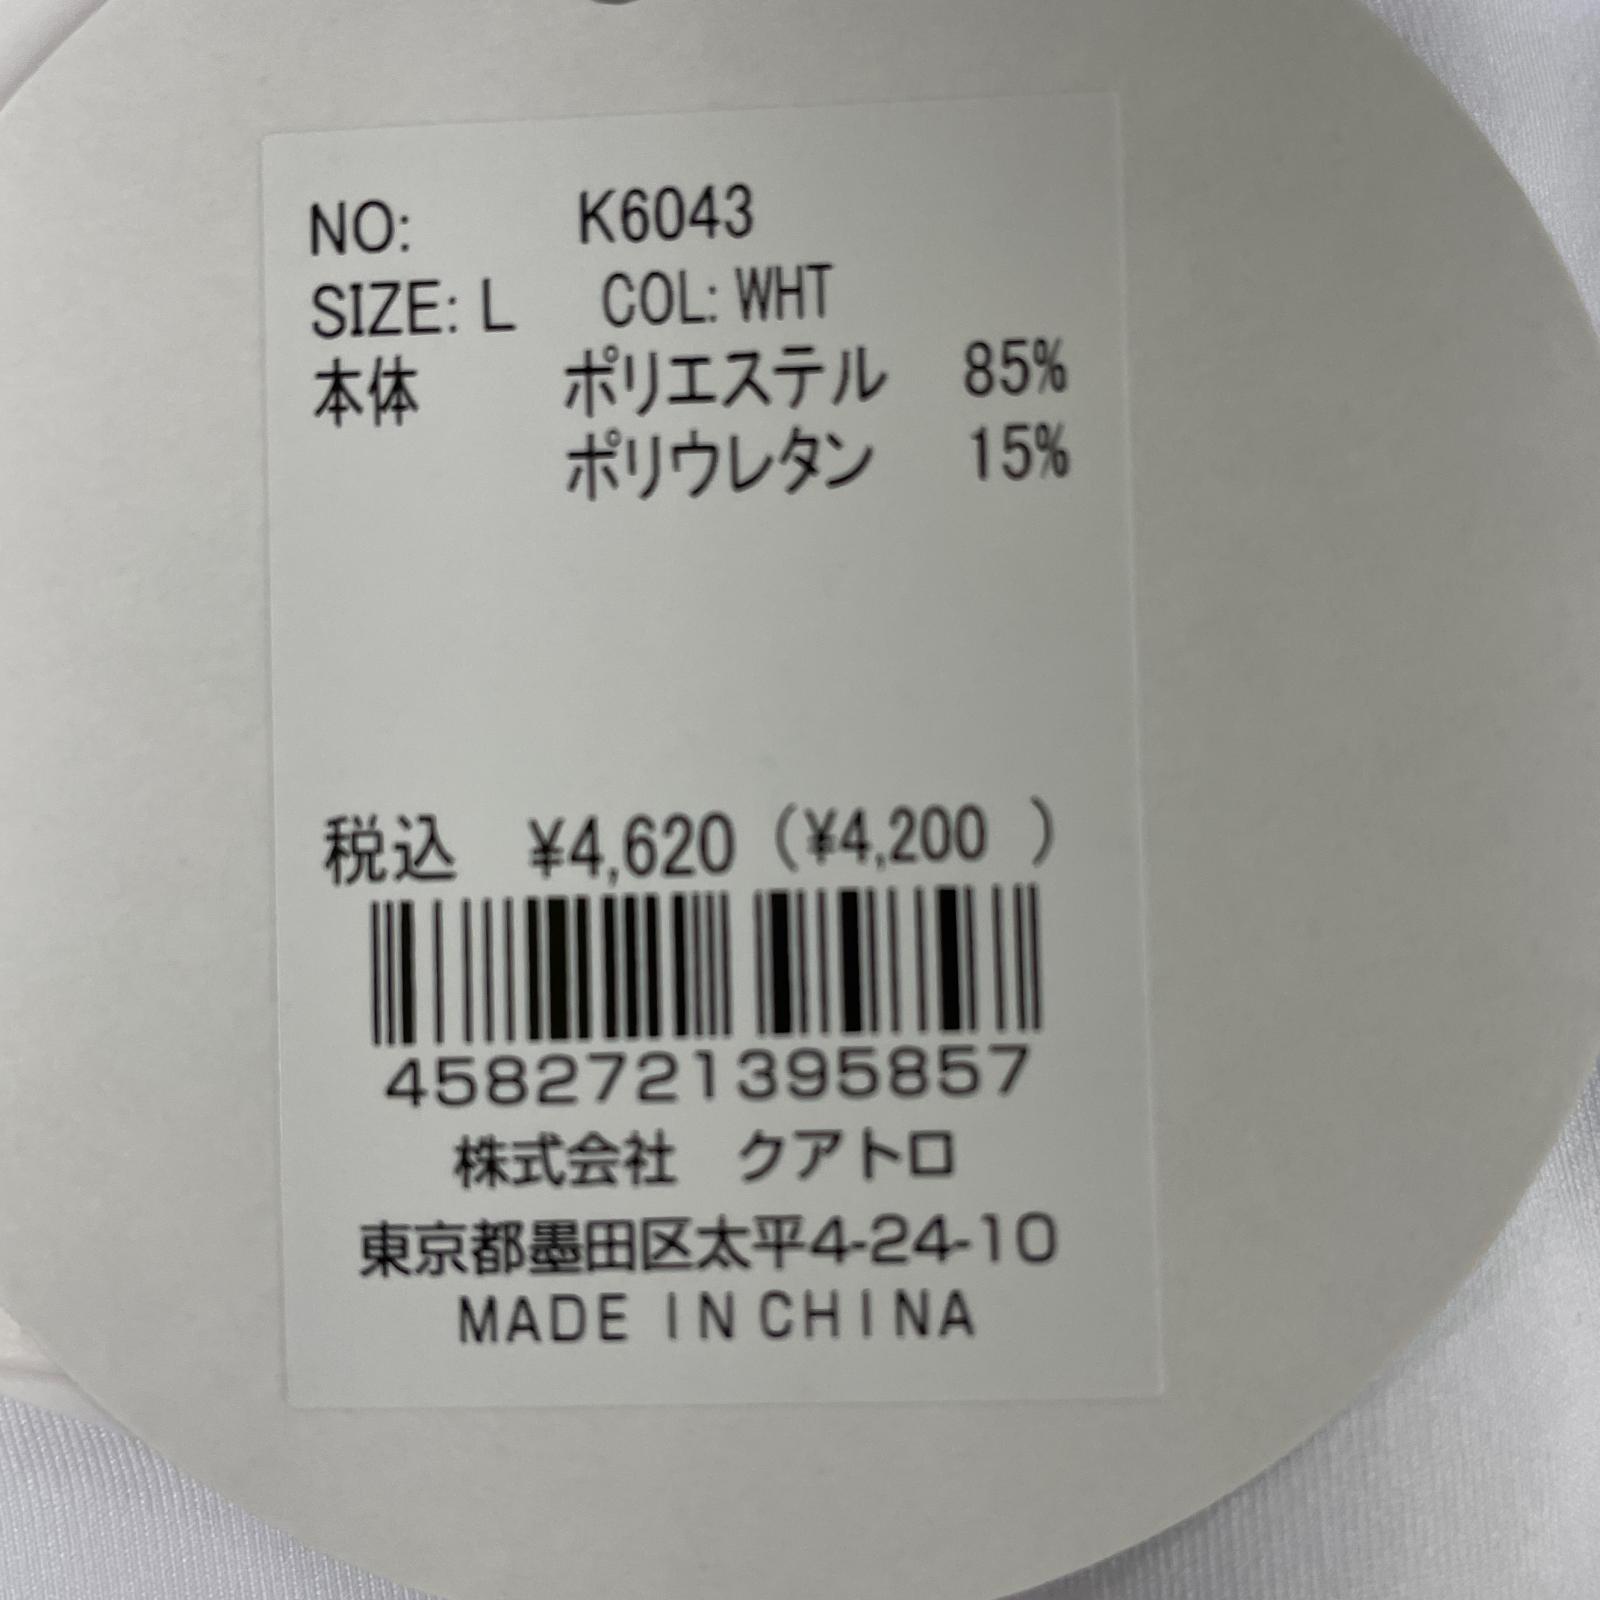 NO: K6043
SIZE: L COL: WHT
本体 ポリエステル 85%
ポリウレタン 15%
税込 ¥4,620 (¥4,200 )
4582721395857
株式会社 クアトロ
東京都墨田区太平4-24-10
MADE IN CHINA